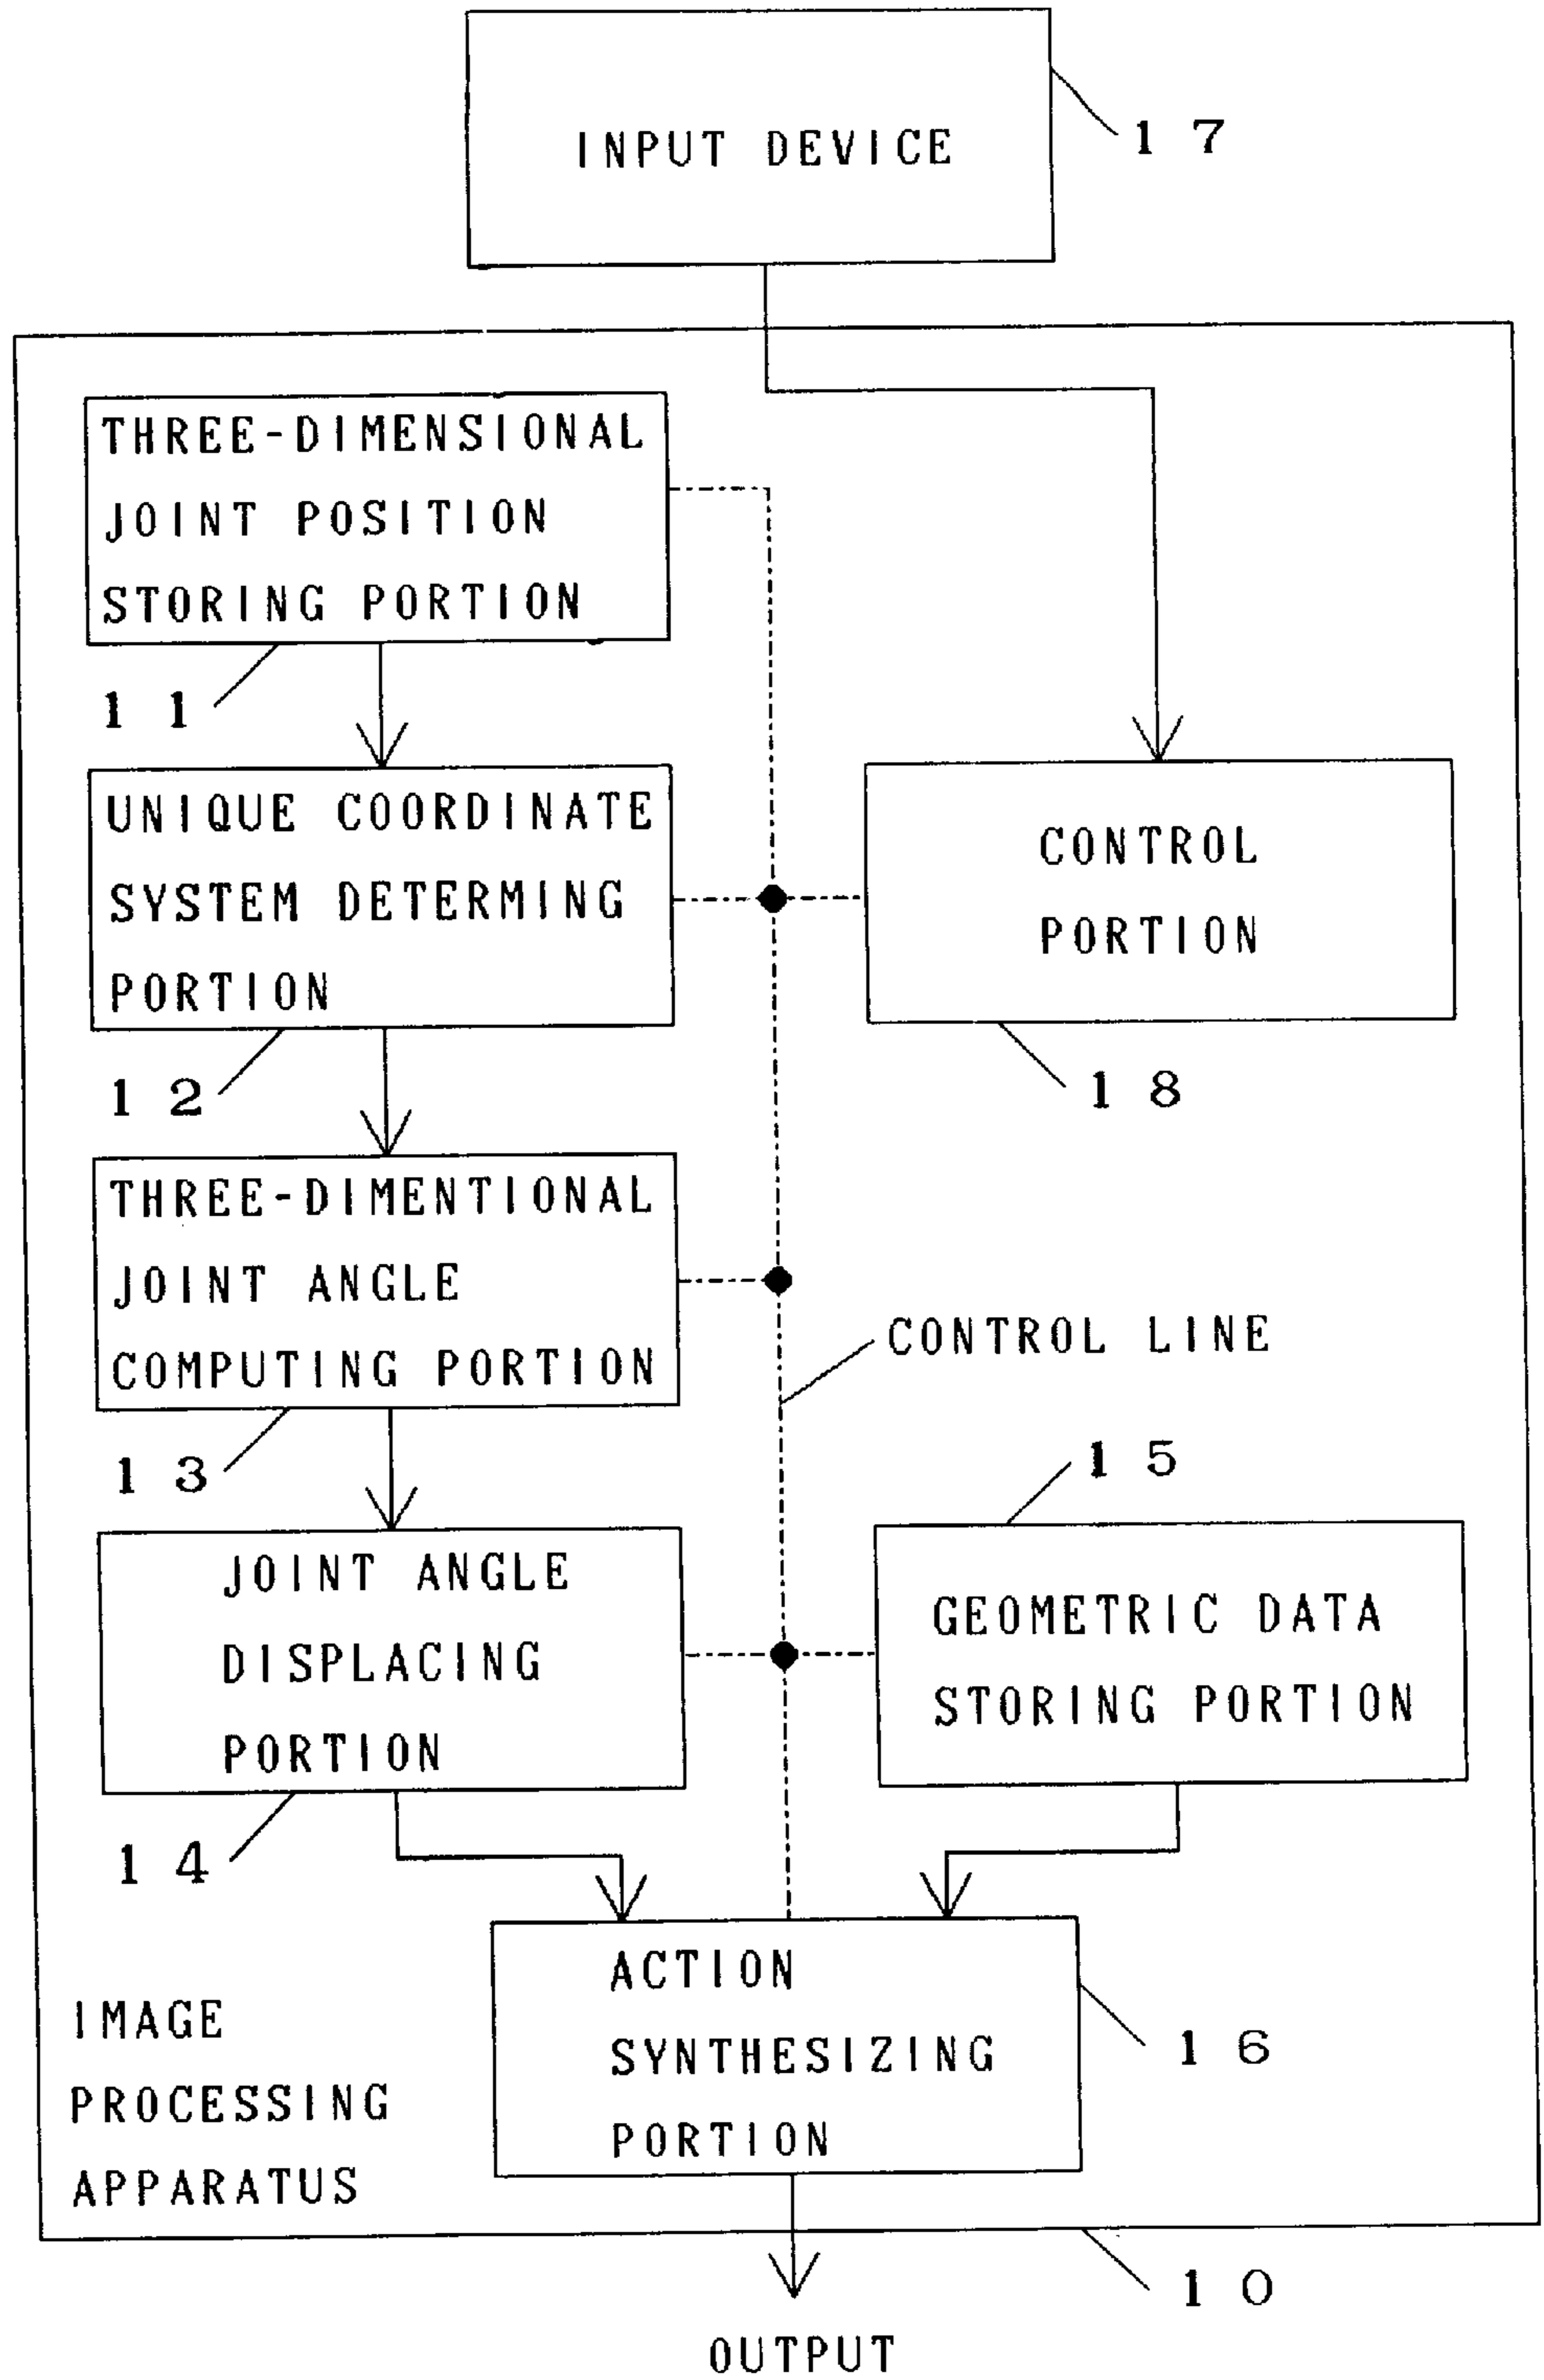 INPUT DEVICE
17
THREE-DIMENSIONAL
JOINT POSITION
STORING PORTION
11
UNIQUE COORDINATE
SYSTEM DETERMING
PORTION
12
CONTROL
PORTION
18
THREE-DIMENTIONAL
JOINT ANGLE
COMPUTING PORTION
13
CONTROL LINE
15
JOINT ANGLE
DISPLACING
PORTION
14
GEOMETRIC DATA
STORING PORTION
ACTION
SYNTHESIZING
PORTION
16
IMAGE
PROCESSING
APPARATUS
10
OUTPUT